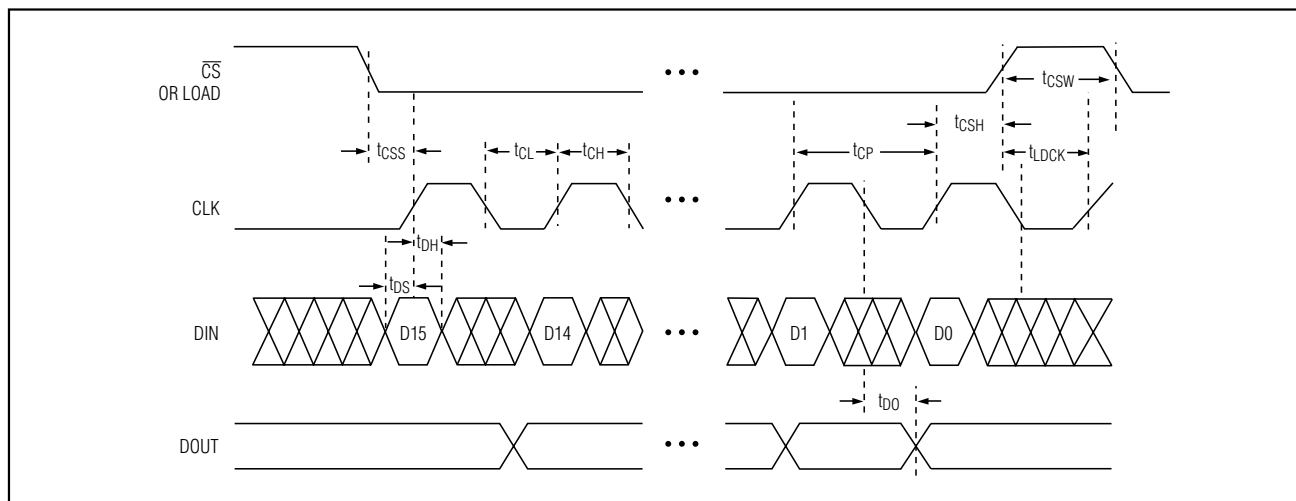 CS
OR LOAD
tCSW
tCSH
tCSS
tCL
tCH
tCP
tLDCK
CLK
tDH
tDS
DIN
D15
D14
D1
D0
tDO
DOUT